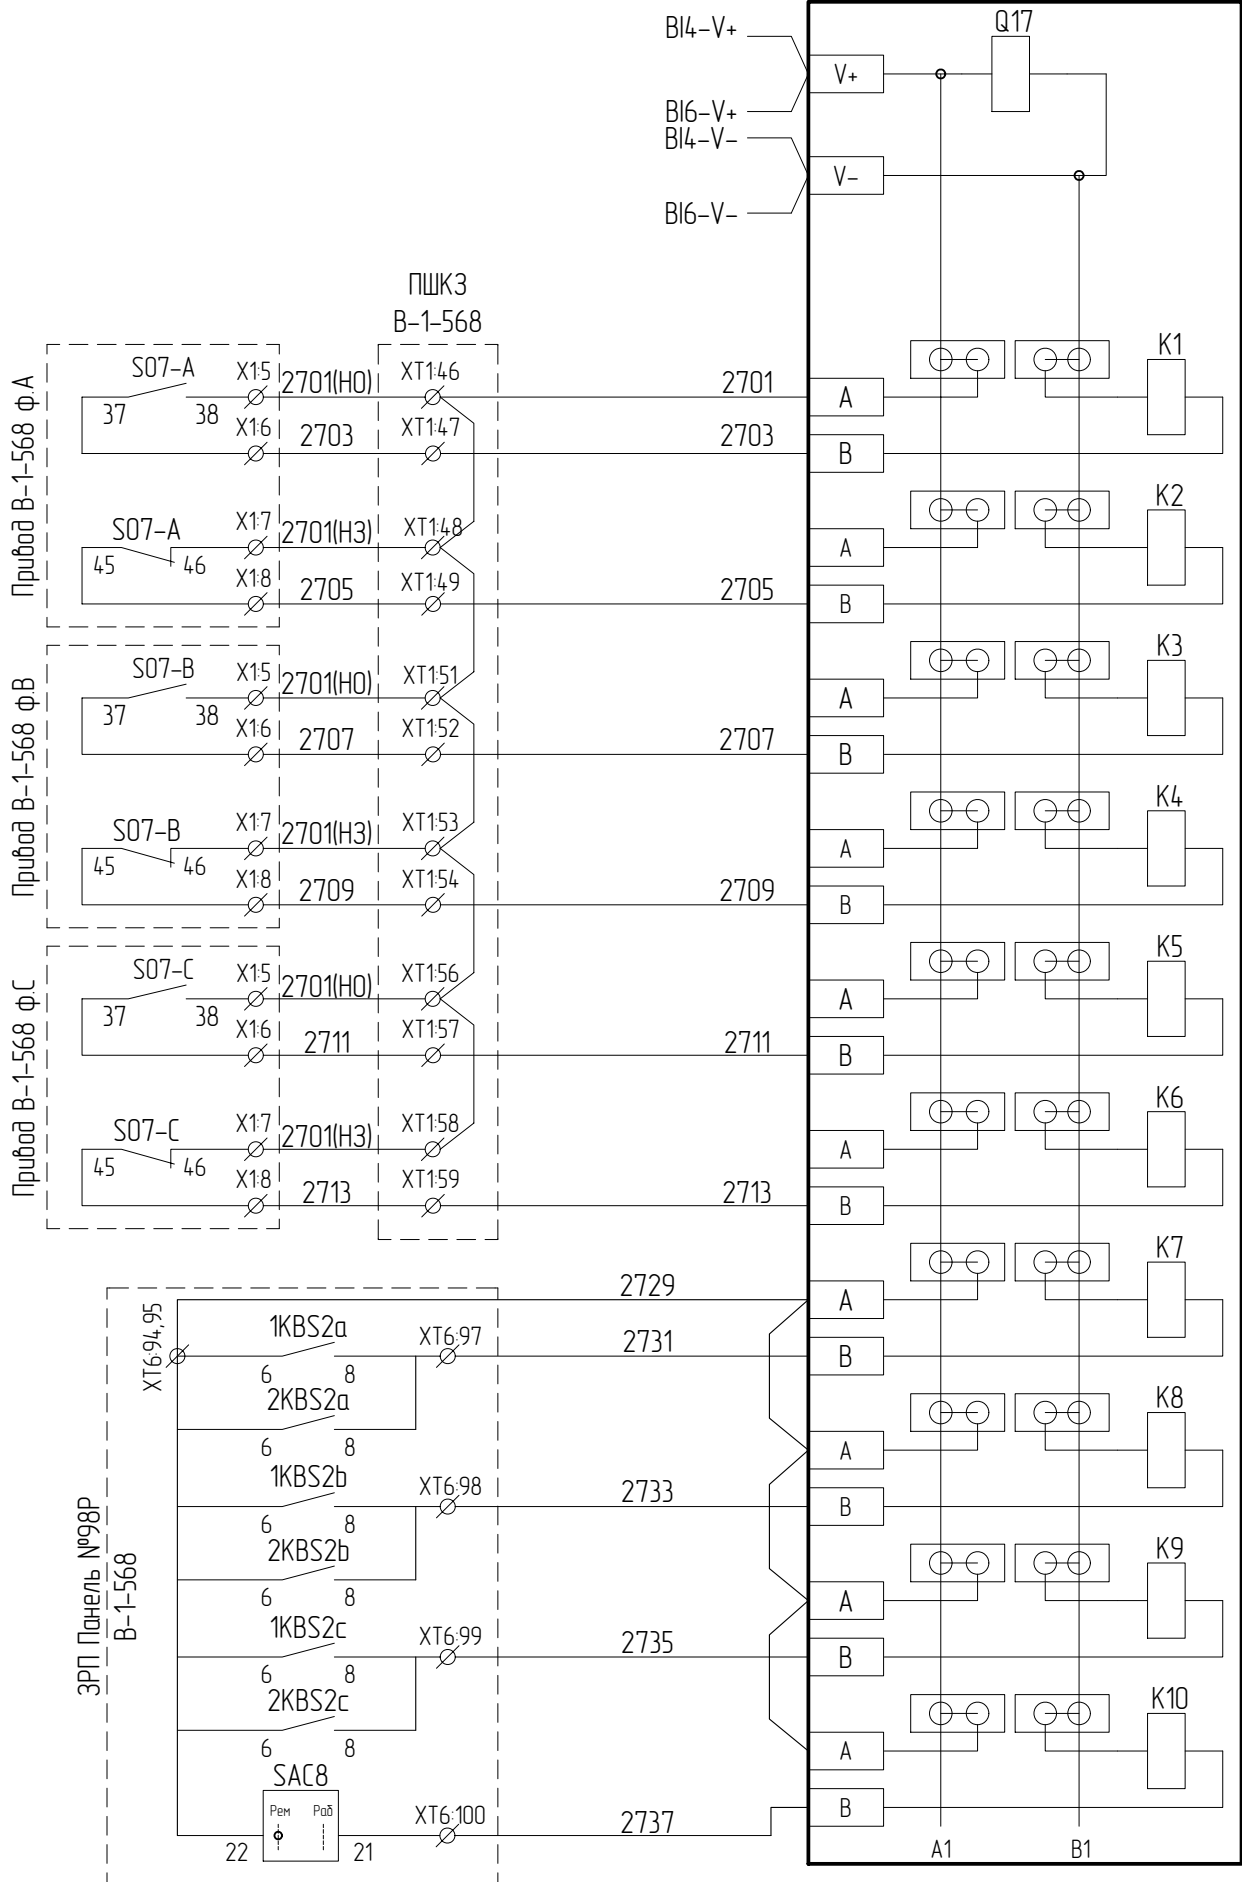 BI4-V+
Q17
V+
BI6-V+
BI4-V-
V-
BI6-V-
ПШКЗ
В-1-568
Привод В-1-568 ф.А
S07-A
X1:5
2701(НО)
XT1:46
2701
A
K1
37
38
X1:6
2703
XT1:47
2703
B
S07-A
X1:7
2701(НЗ)
XT1:48
A
K2
45
46
X1:8
2705
XT1:49
2705
B
Привод В-1-568 ф.В
S07-B
X1:5
2701(НО)
XT1:51
A
K3
37
38
X1:6
2707
XT1:52
2707
B
S07-B
X1:7
2701(НЗ)
XT1:53
A
K4
45
46
X1:8
2709
XT1:54
2709
B
Привод В-1-568 ф.С
S07-C
X1:5
2701(НО)
XT1:56
A
K5
37
38
X1:6
2711
XT1:57
2711
B
S07-C
X1:7
2701(НЗ)
XT1:58
A
K6
45
46
X1:8
2713
XT1:59
2713
B
ЗРП Панель №98Р
В-1-568
XT6:94,95
2729
A
K7
1KBS2a
6
8
XT6:97
2731
B
2KBS2a
6
8
A
K8
1KBS2b
6
8
XT6:98
2733
B
2KBS2b
6
8
A
K9
1KBS2c
6
8
XT6:99
2735
B
2KBS2c
6
8
A
K10
SAC8
Рем
Раб
22
21
XT6:100
2737
B
A1
B1